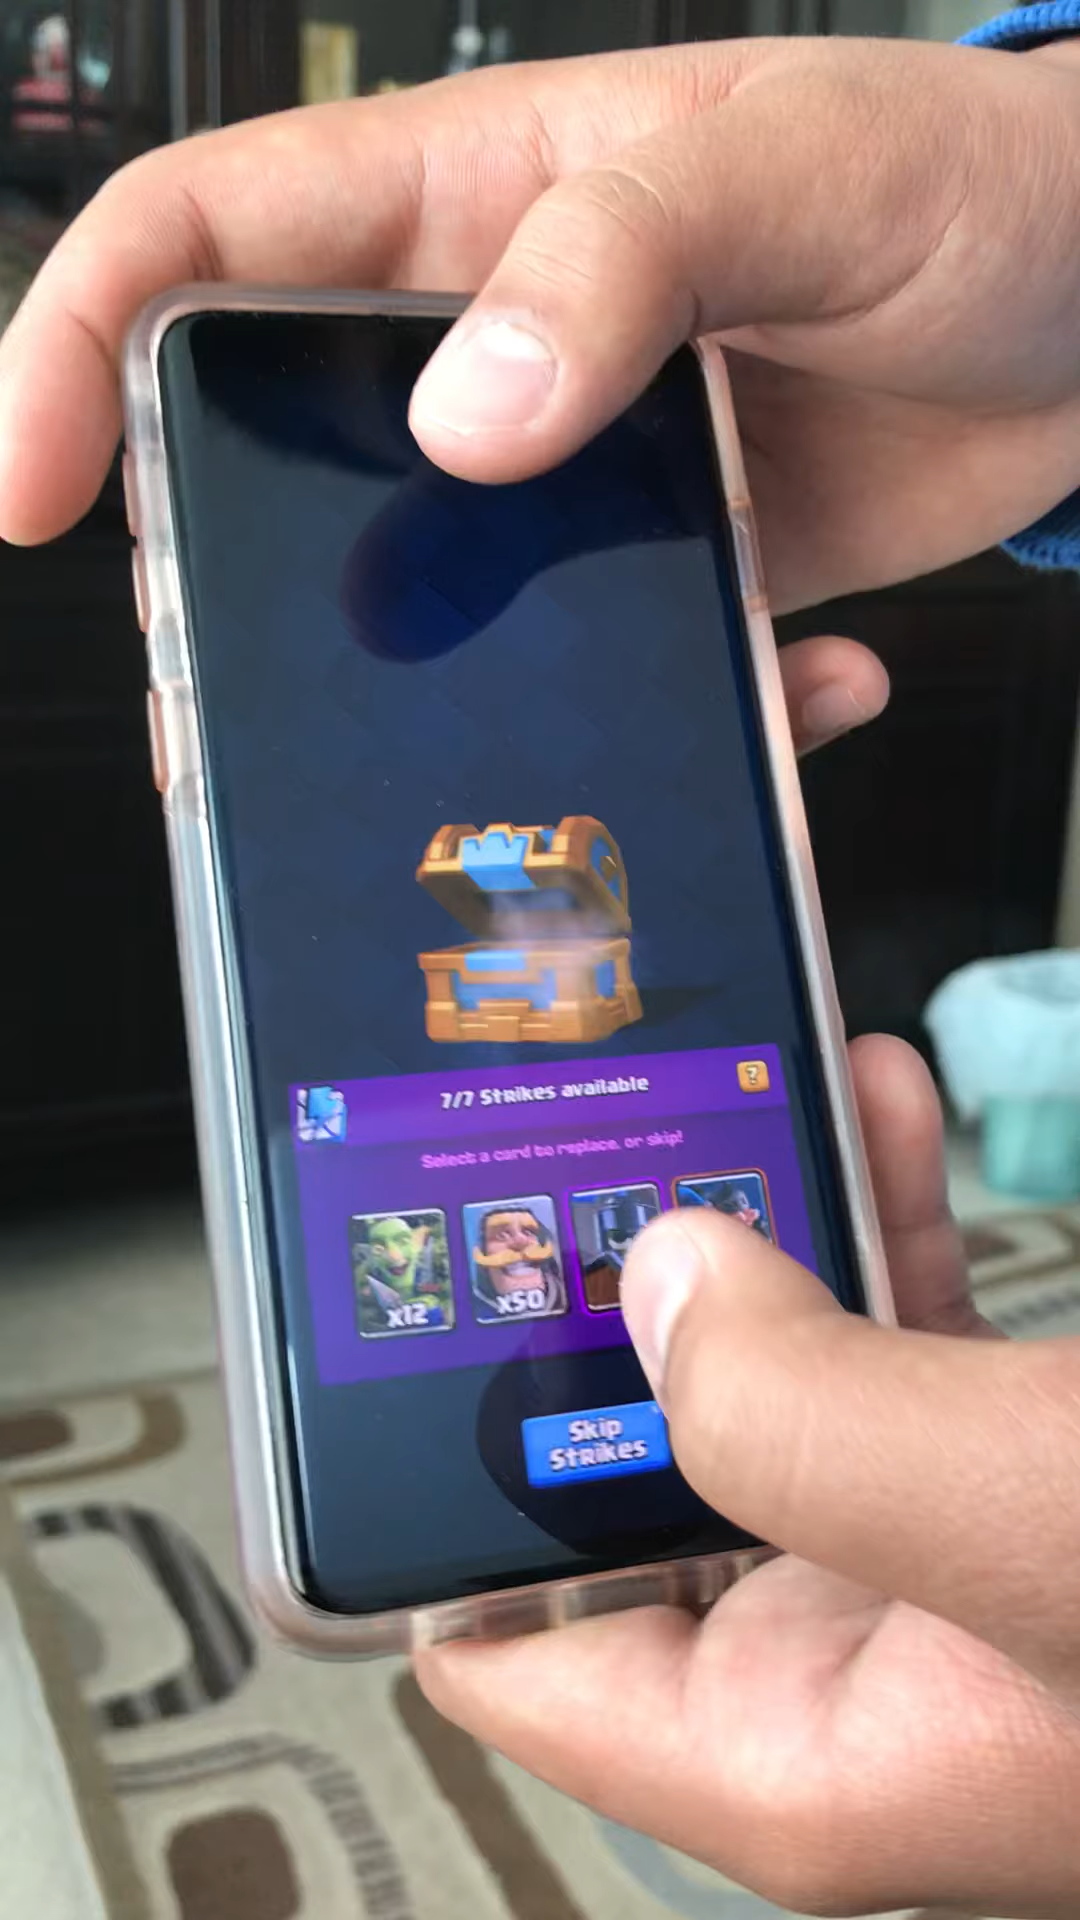 7/7 Strikes available
?
Select a card to replace, or skip!
x12
x50
Skip
Strikes